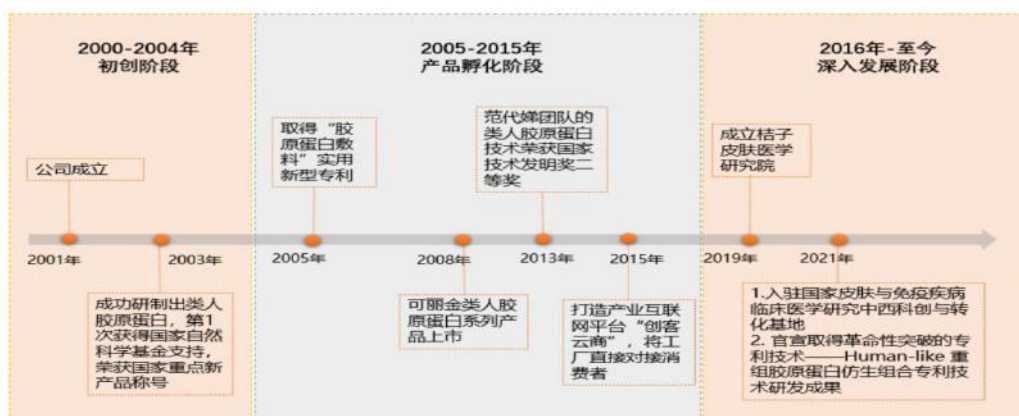 2000-2004年
初创阶段
2005-2015年
产品孵化阶段
2016年-至今
深入发展阶段
公司成立
取得“胶
原蛋白敷
料”实用
新型专利
范代娣团队的
类人胶原蛋白
技术荣获国家
技术发明奖二
等奖
成立桔子
皮肤医学
研究院
2001年
2003年
2005年
2008年
2013年
2015年
2019年
2021年
成功研制出类人
胶原蛋白，第1
次获得国家自然
科学基金支持，
荣获国家重点新
产品称号
可丽金类人胶
原蛋白系列产
品上市
打造产业互联
网平台“创客
云商”，将工
厂直接对接消
费者
1.入驻国家皮肤与免疫疾病
临床医学研究中西科创与转
化基地
2. 官宣取得革命性突破的专
利技术——Human-like 重
组胶原蛋白仿生组合专利技
术研发成果